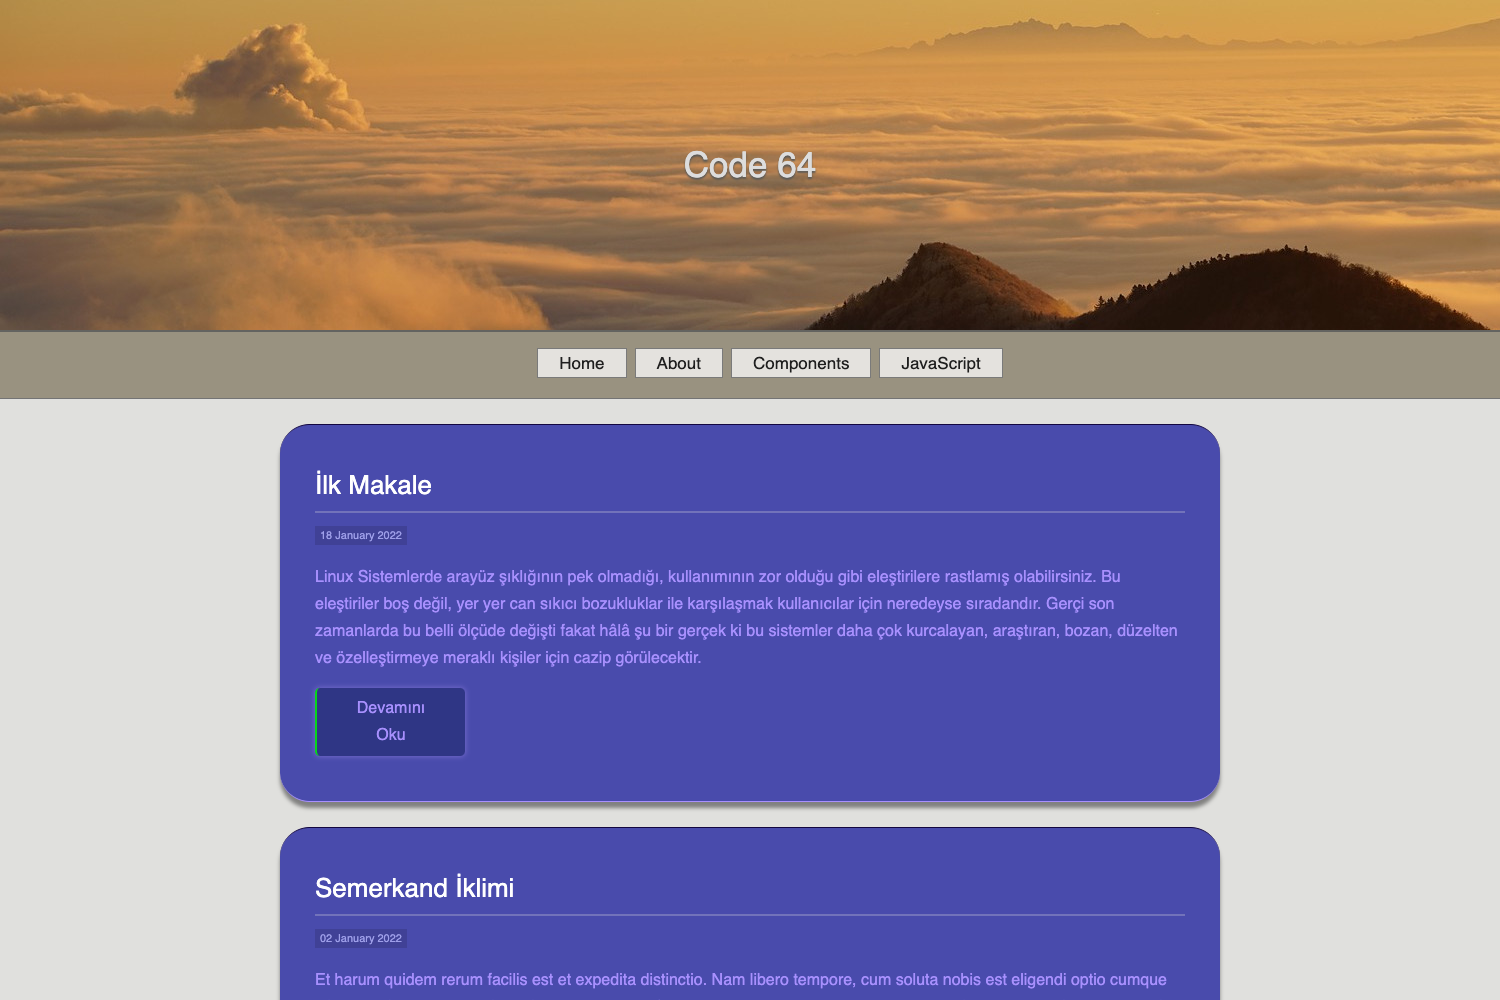 Code 64
Home About Components JavaScript
İlk Makale
18 January 2022
Linux Sistemlerde arayüz şıklığının pek olmadığı, kullanımının zor olduğu gibi eleştirilere rastlamış olabilirsiniz. Bu
eleştiriler boş değil, yer yer can sıkıcı bozukluklar ile karşılaşmak kullanıcılar için neredeyse sıradandır. Gerçi son
zamanlarda bu belli ölçüde değişti fakat hâlâ şu bir gerçek ki bu sistemler daha çok kurcalayan, araştıran, bozan, düzelten
ve özelleştirmeye meraklı kişiler için cazip görülecektir.
Devamını
Oku
Semerkand İklimi
02 January 2022
Et harum quidem rerum facilis est et expedita distinctio. Nam libero tempore, cum soluta nobis est eligendi optio cumque